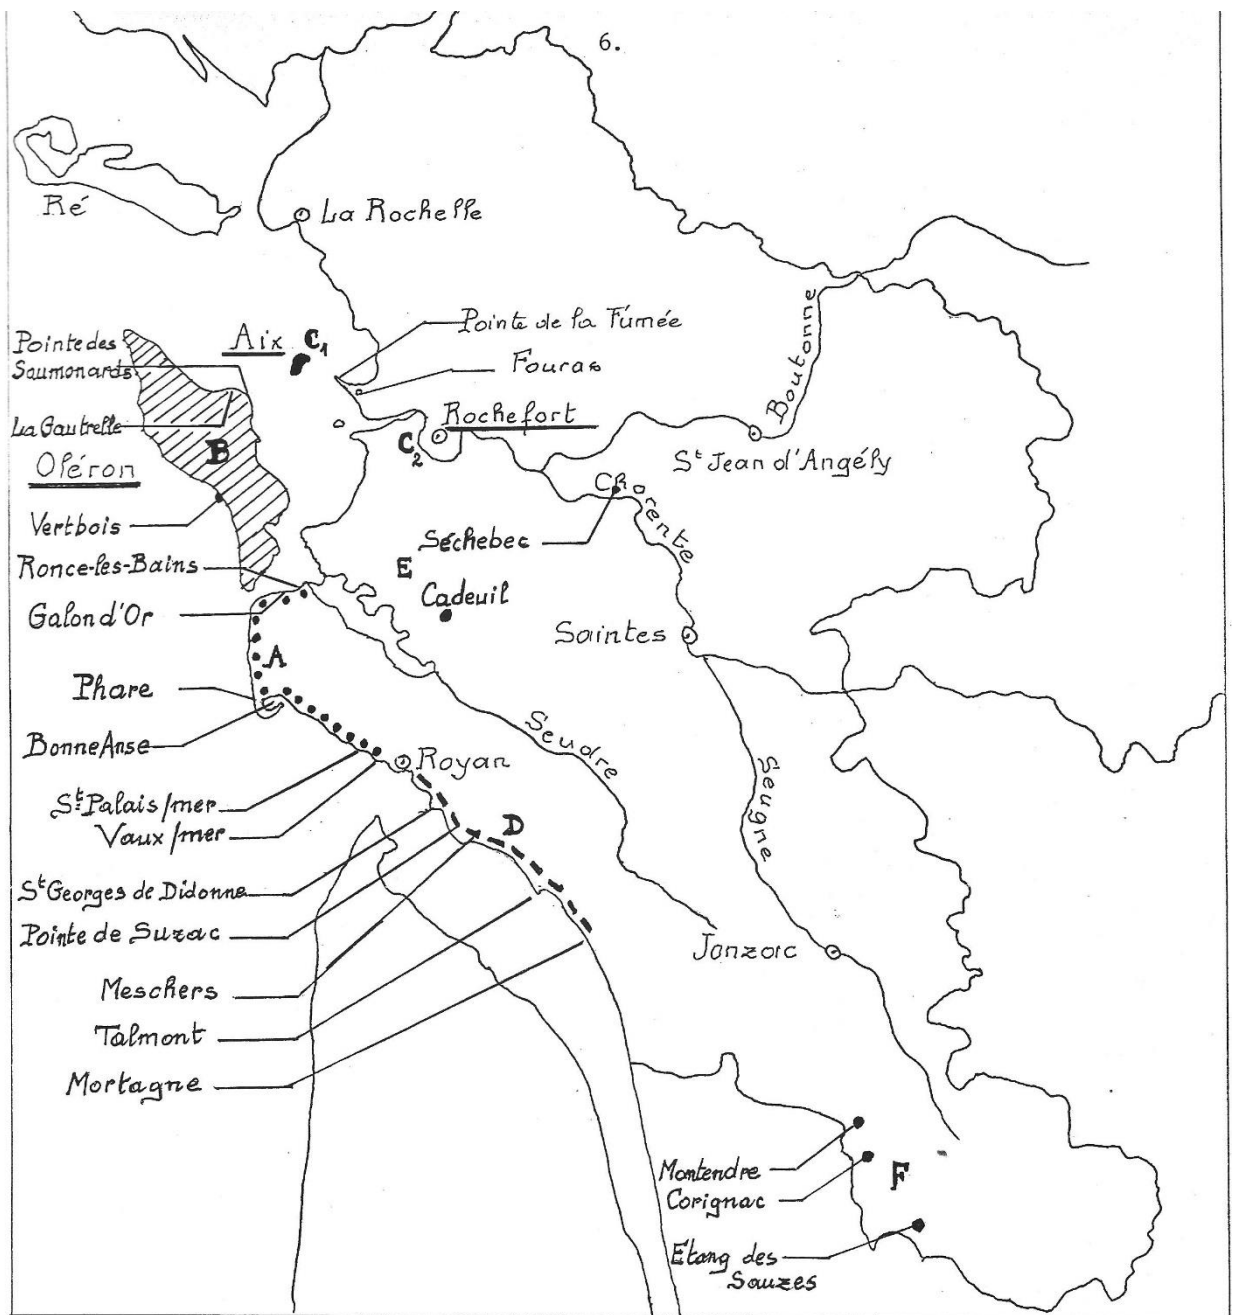 6.
Ré
La Rochelle
Pointe de la Fumée
Aix
C1
Pointe des
Saumonards
Fouras
La Gautrelle
B
Rochefort
C2
Boutonne
St Jean d'Angély
Oléron
Charente
Vertbois
Séchebec
Ronce-les-Bains
E
Cadeuil
Galon d'Or
Saintes
A
Phare
Bonne Anse
Seudre
Royan
Seugne
St Palais/mer
Vaux/mer
D
St Georges de Didonne
Pointe de Suzac
Jonzac
Meschers
Talmont
Mortagne
Montendre
Corignac
F
Etang des
Sauzes